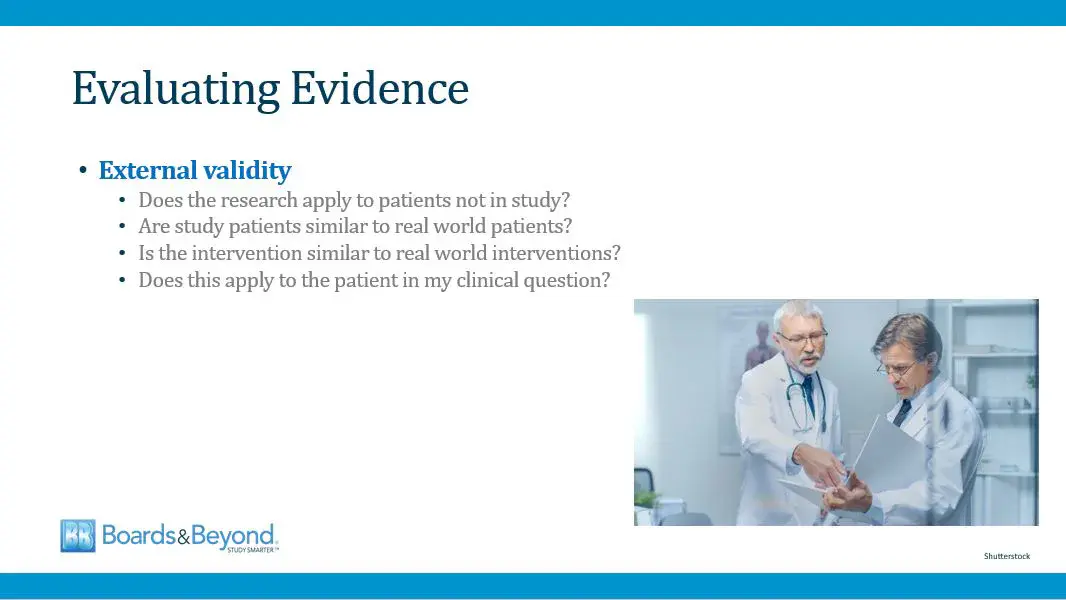 Evaluating Evidence
• External validity
• Does the research apply to patients not in study?
• Are study patients similar to real world patients?
• Is the intervention similar to real world interventions?
• Does this apply to the patient in my clinical question?
BB Boards&Beyond.
STUDY SMARTER™
Shutterstock